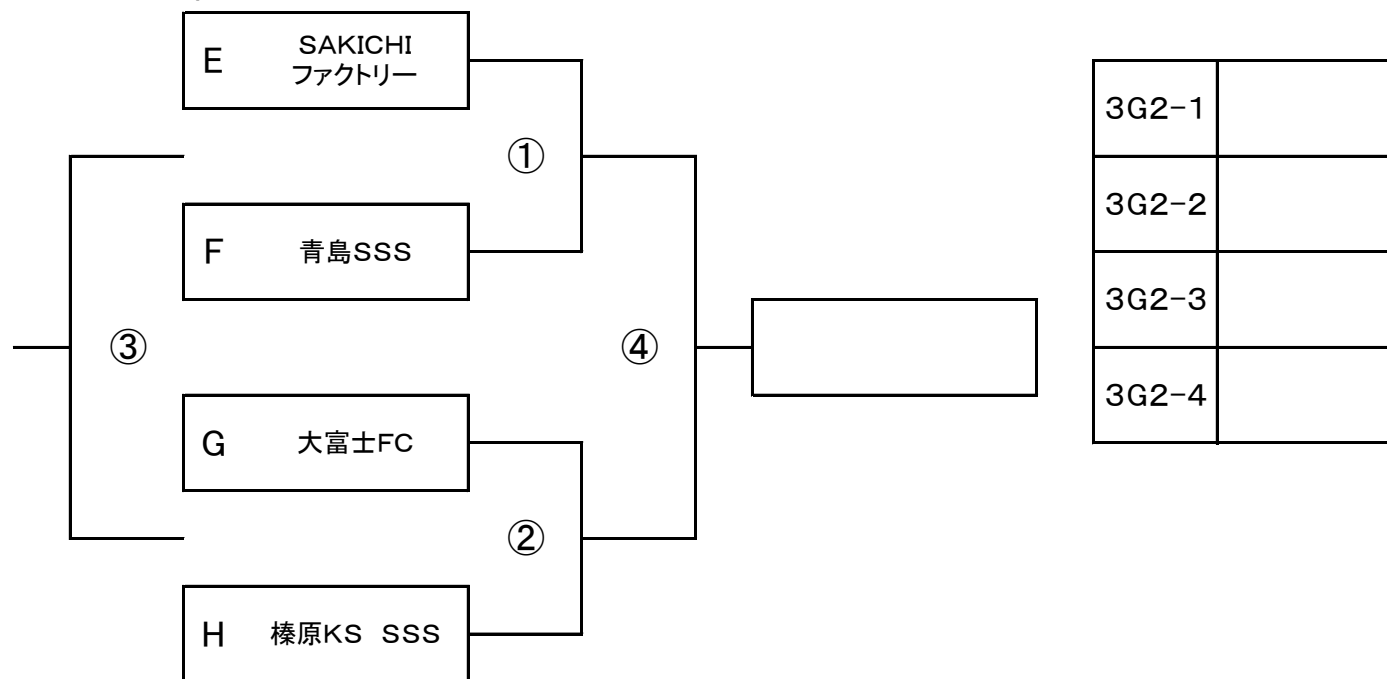 E
SAKICHI
ファクトリー
①
F
青島SSS
③
④
G
大富士FC
②
H
榛原KS　SSS
3G2-1
3G2-2
3G2-3
3G2-4